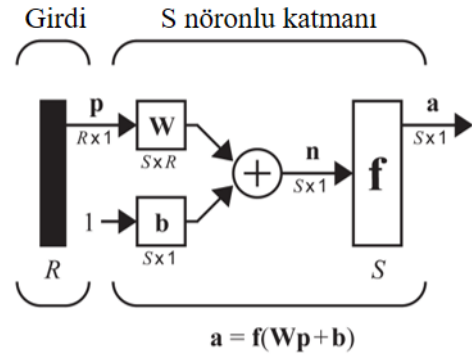 Girdi
S nöronlu katmanı
p
R x 1
W
S x R
1
b
S x 1
+
n
S x 1
f
a
S x 1
R
S
a = f(Wp+b)